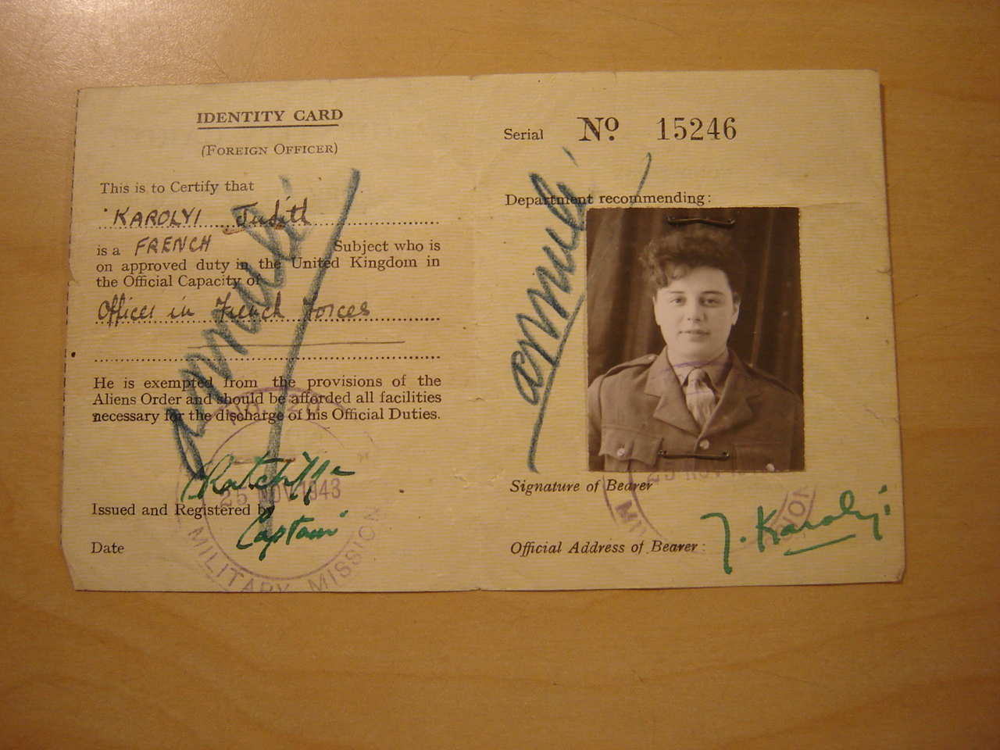 IDENTITY CARD
(FOREIGN OFFICER)
This is to Certify that
KAROLYI Judith
is a FRENCH Subject who is
on approved duty in the United Kingdom in
the Official Capacity of
Officer in French Forces
He is exempted from the provisions of the
Aliens Order and should be afforded all facilities
necessary for the discharge of his Official Duties.
Ratcliffe
25 NOV 1943
Issued and Registered by
Captain
Date
MILITARY MISSION
annulé
Serial No 15246
Department recommending:
annulé
25 NOV
Signature of Bearer
J. Karolyi
Official Address of Bearer: